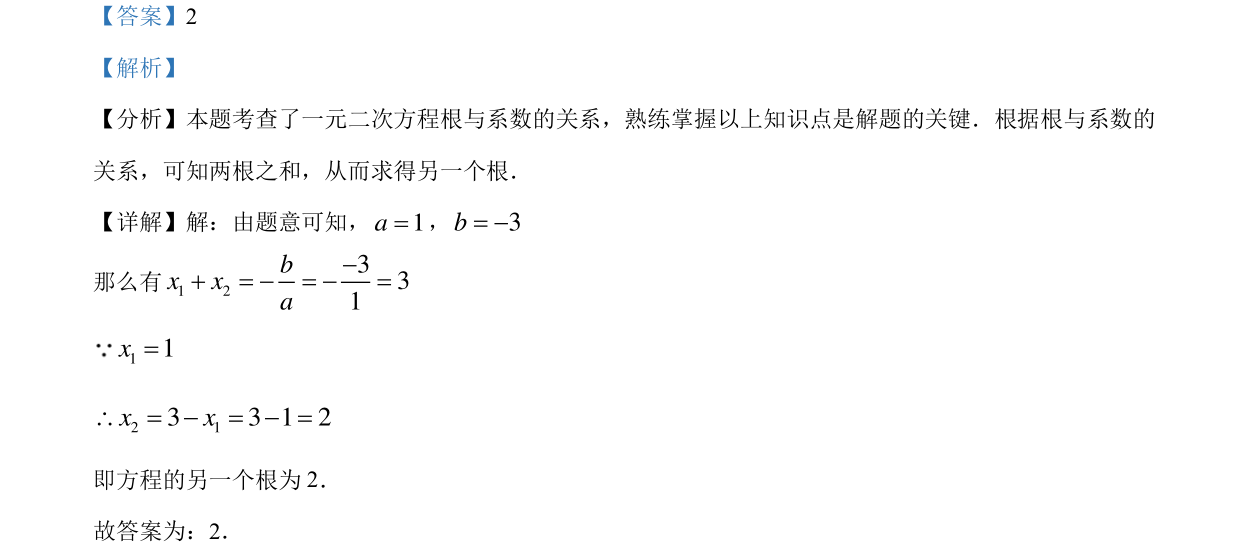 【答案】2
【解析】
【分析】本题考查了一元二次方程根与系数的关系，熟练掌握以上知识点是解题的关键．根据根与系数的
关系，可知两根之和，从而求得另一个根．
【详解】解：由题意可知，a=1，b=−3
那么有 x₁ + x₂ = −b/a = −(−3)/1 = 3
∵ x₁ = 1
∴ x₂ = 3 − x₁ = 3 − 1 = 2
即方程的另一个根为 2．
故答案为：2．